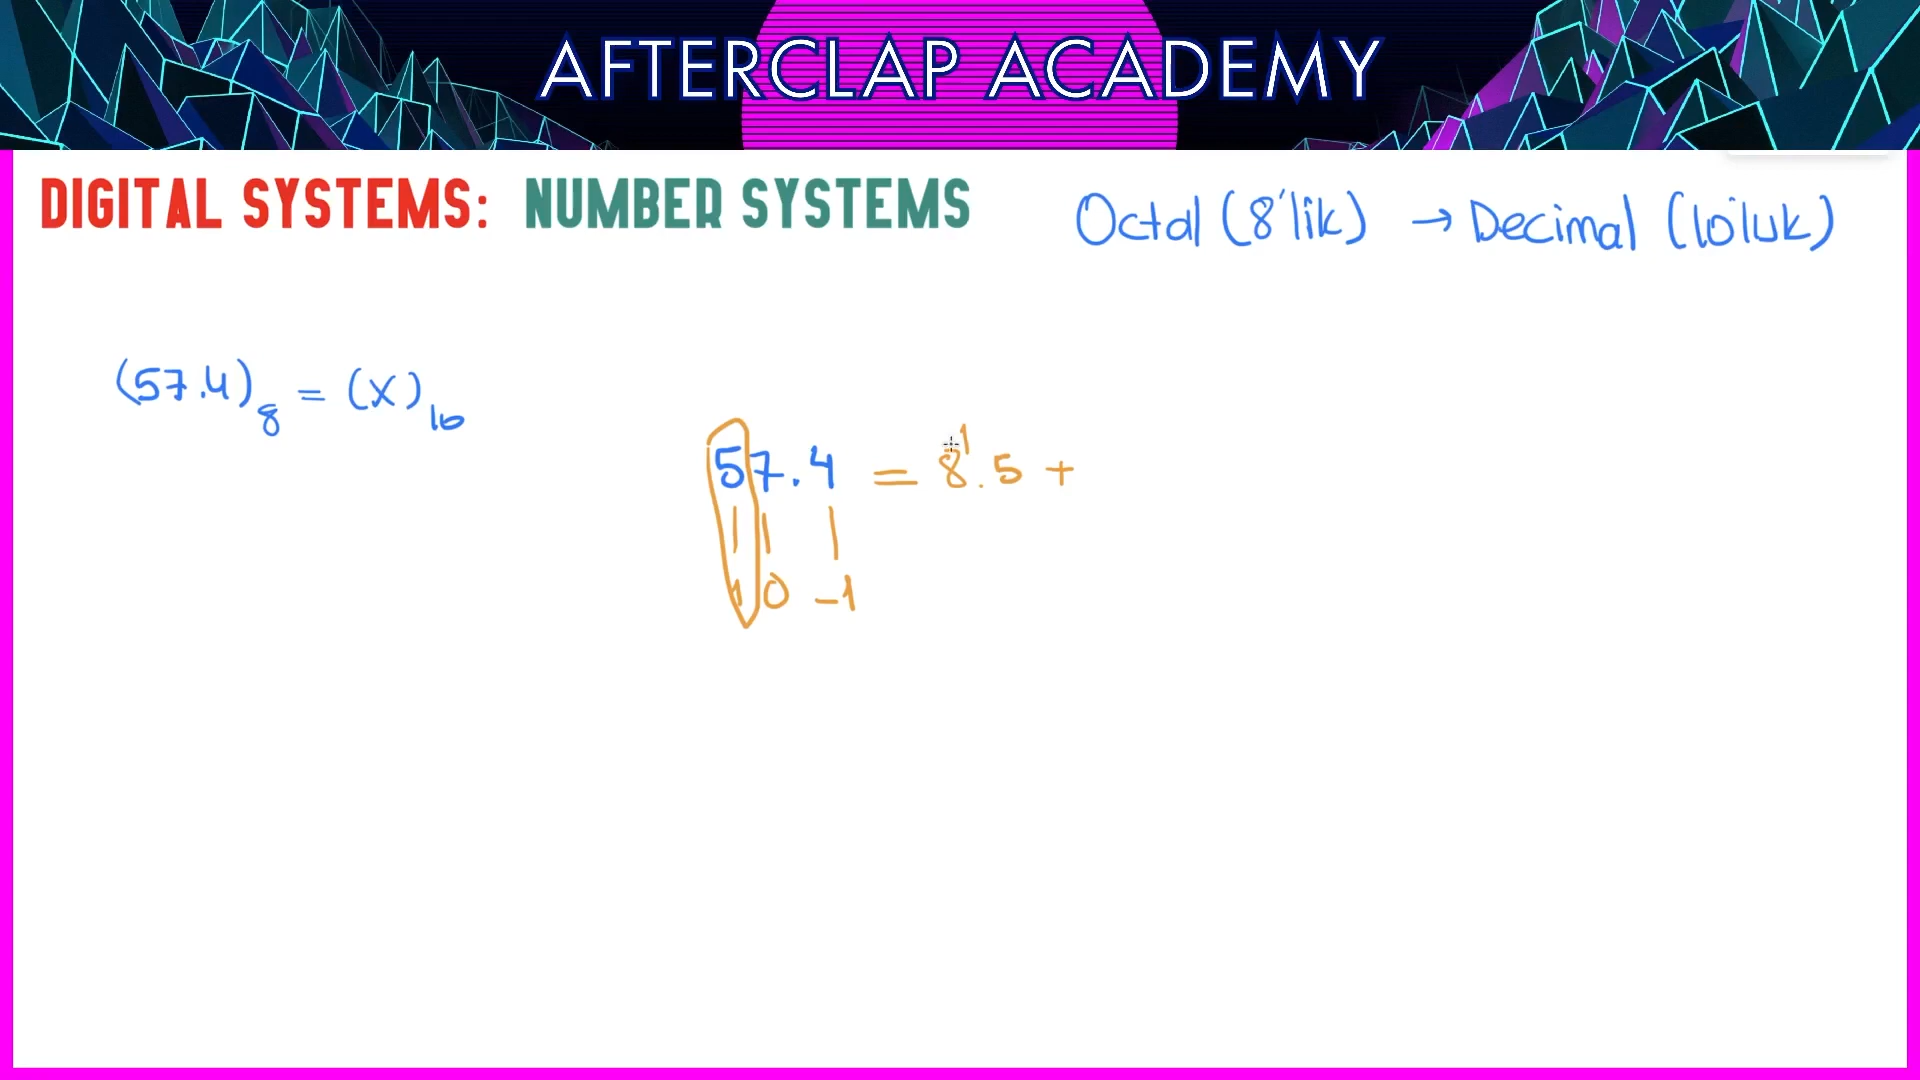 AFTERCLAP ACADEMY
DIGITAL SYSTEMS: NUMBER SYSTEMS
Octal (8'lik) → Decimal (10'luk)
(57.4)₈ = (X)₁₀
57.4 = 8¹.5 +
1 0 -1